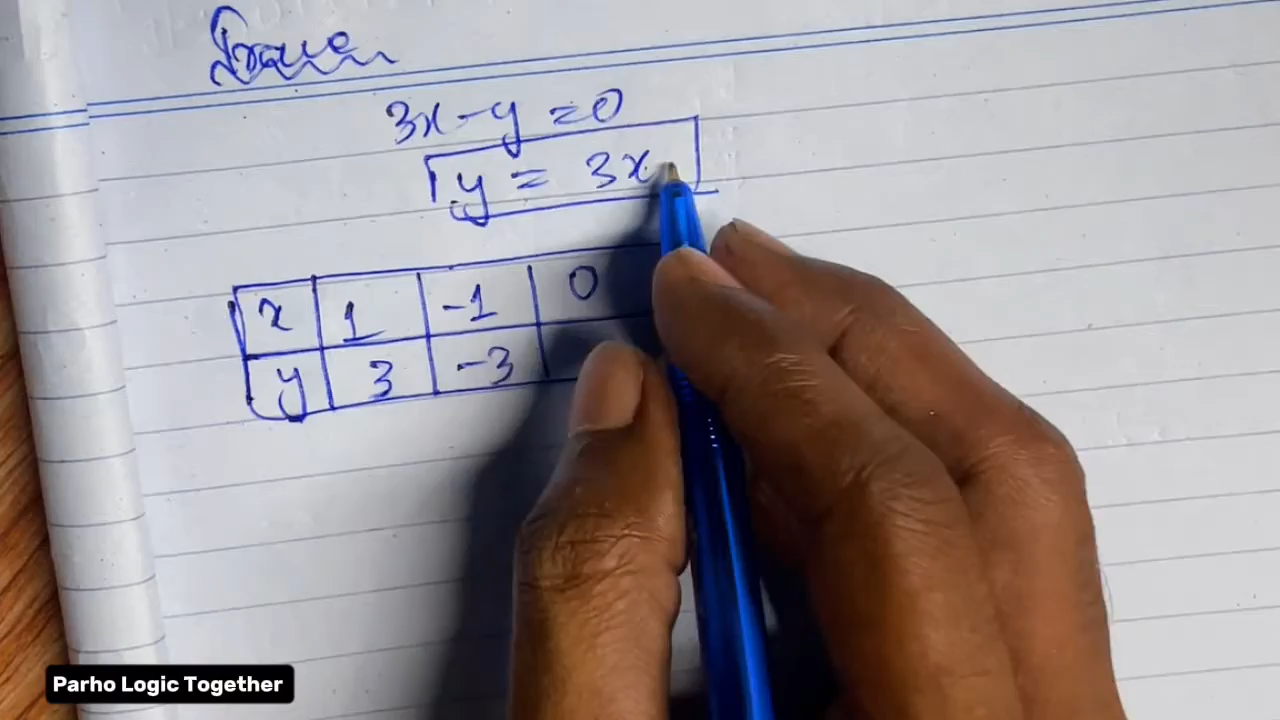 3x-y=0
y = 3x
x 1 -1 0
y 3 -3
Parho Logic Together